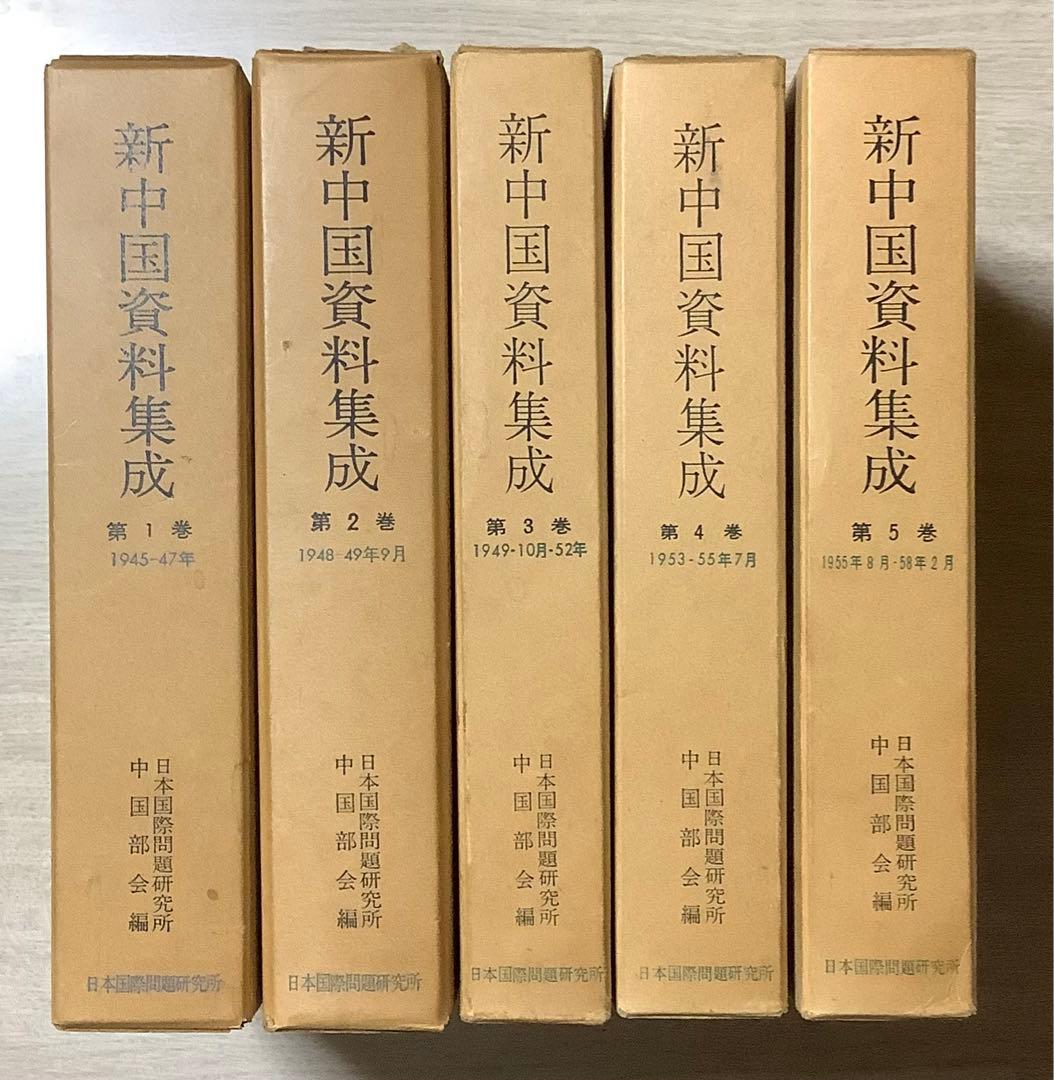 新中国資料集成
第1巻
1945-47年
日本国際問題研究所
中国部会編
日本国際問題研究所
新中国資料集成
第2巻
1948-49年9月
日本国際問題研究所
中国部会編
日本国際問題研究所
新中国資料集成
第3巻
1949-10月-52年
日本国際問題研究所
中国部会編
日本国際問題研究所
新中国資料集成
第4巻
1953-55年7月
日本国際問題研究所
中国部会編
日本国際問題研究所
新中国資料集成
第5巻
1955年8月-58年2月
日本国際問題研究所
中国部会編
日本国際問題研究所